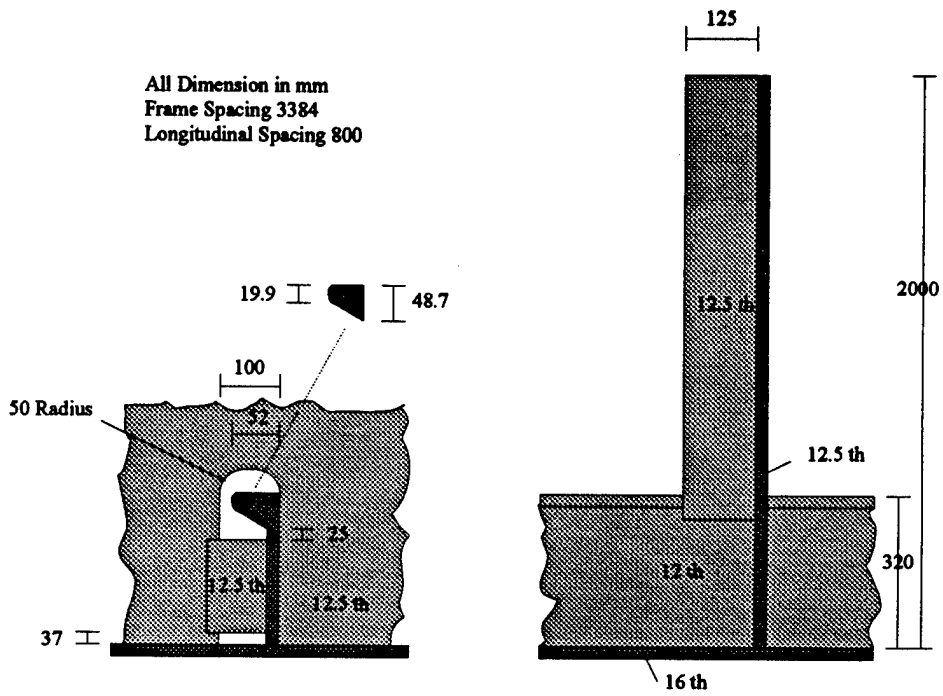 125
All Dimension in mm
Frame Spacing 3384
Longitudinal Spacing 800
19.9
48.7
2000
12.5 th
100
50 Radius
52
12.5 th
25
320
12.5 th
12.5 th
12 th
37
16 th